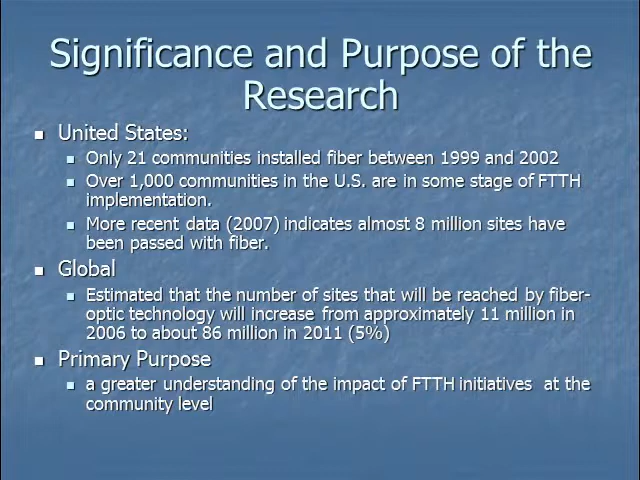 Significance and Purpose of the
Research
United States:
Only 21 communities installed fiber between 1999 and 2002
Over 1,000 communities in the U.S. are in some stage of FTTH
implementation.
More recent data (2007) indicates almost 8 million sites have
been passed with fiber.
Global
Estimated that the number of sites that will be reached by fiber-
optic technology will increase from approximately 11 million in
2006 to about 86 million in 2011 (5%)
Primary Purpose
a greater understanding of the impact of FTTH initiatives at the
community level